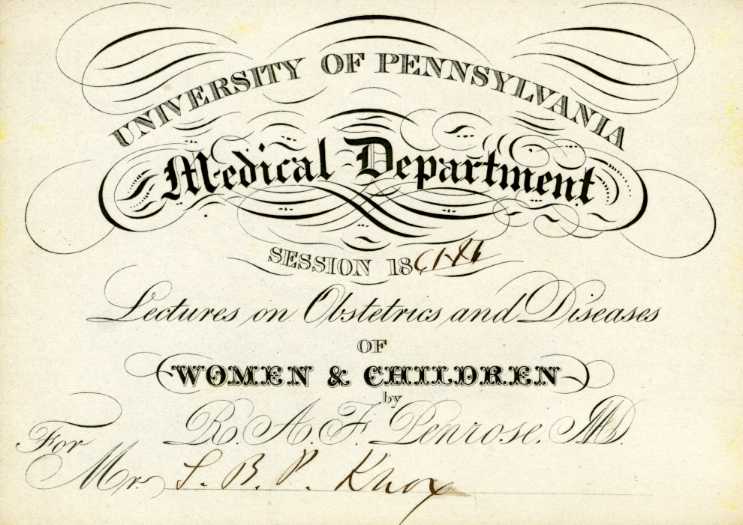 UNIVERSITY OF PENNSYLVANIA
Medical Department
SESSION 18
Lectures on Obstetrics and Diseases
OF
WOMEN & CHILDREN
by
R. A. F. Penrose, M.D.
For
Mr. S. B. P. Knox